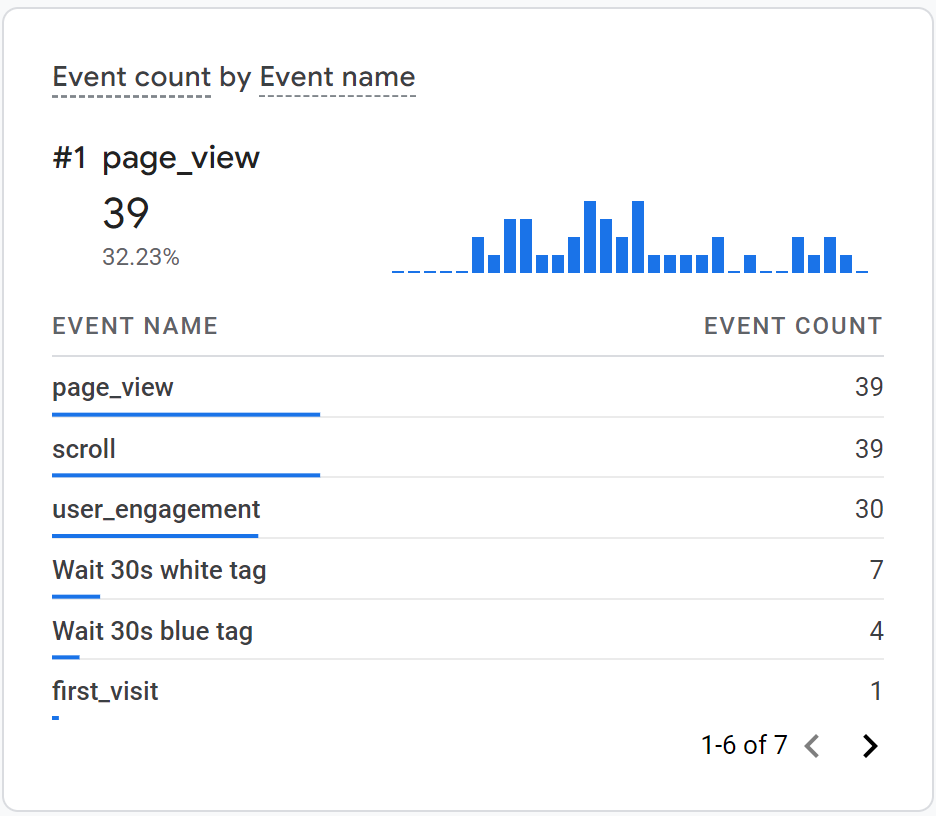 Event count by Event name
#1 page_view
39
32.23%
EVENT NAME EVENT COUNT
page_view 39
scroll 39
user_engagement 30
Wait 30s white tag 7
Wait 30s blue tag 4
first_visit 1
1-6 of 7